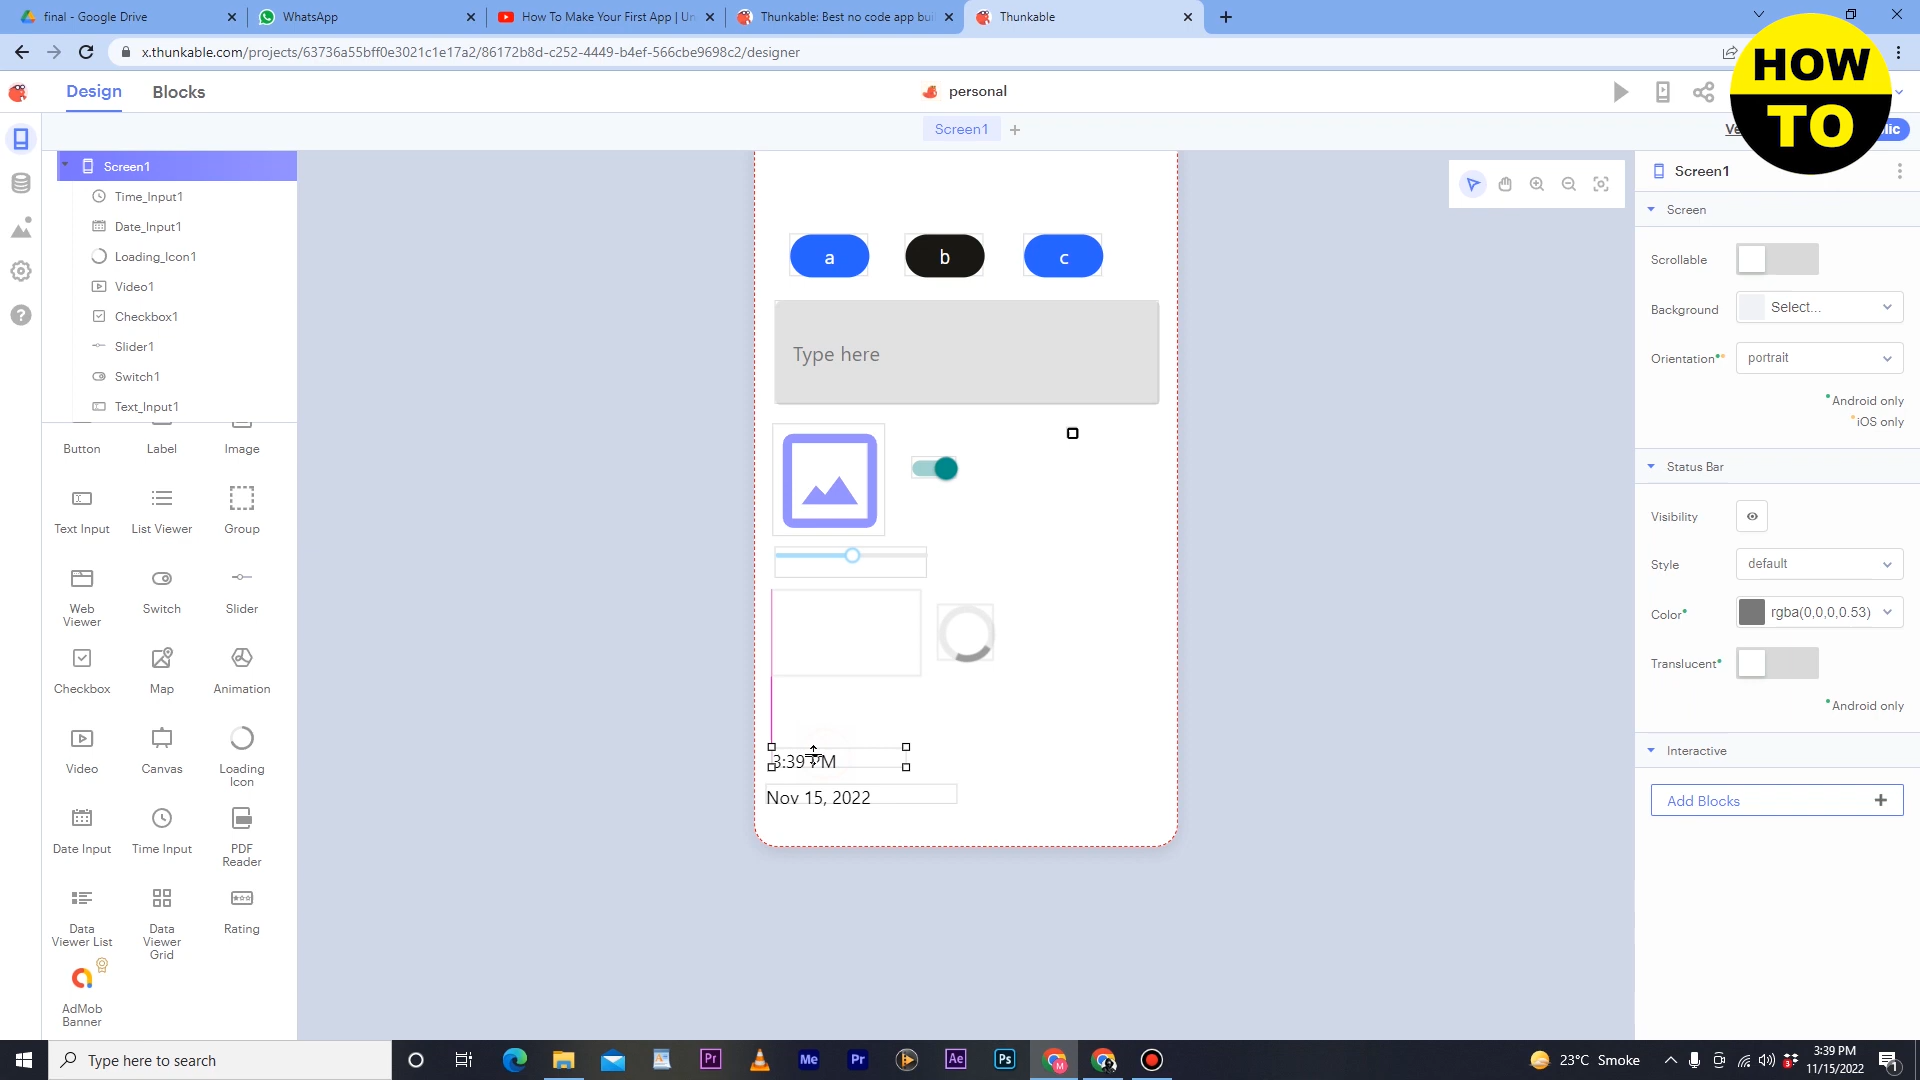 final - Google Drive
WhatsApp
How To Make Your First App | Un
Thunkable: Best no code app bui
Thunkable
x.thunkable.com/projects/63736a55bff0e3021c1e17a2/86172b8d-c252-4449-b4ef-566cbe9698c2/designer
HOW
TO
Design
Blocks
personal
Screen1
Ve
lic
Screen1
Time_Input1
Date_Input1
Loading_Icon1
Video1
Checkbox1
Slider1
Switch1
Text_Input1
Button
Label
Image
Text Input
List Viewer
Group
Web Viewer
Switch
Slider
Checkbox
Map
Animation
Video
Canvas
Loading Icon
Date Input
Time Input
PDF Reader
Data Viewer List
Data Viewer Grid
Rating
AdMob Banner
a
b
c
Type here
3:39 PM
Nov 15, 2022
Screen1
Screen
Scrollable
Background
Select...
Orientation**
portrait
*Android only
*iOS only
Status Bar
Visibility
Style
default
Color*
rgba(0,0,0,0.53)
Translucent*
*Android only
Interactive
Add Blocks
+
Type here to search
23°C Smoke
3:39 PM
11/15/2022